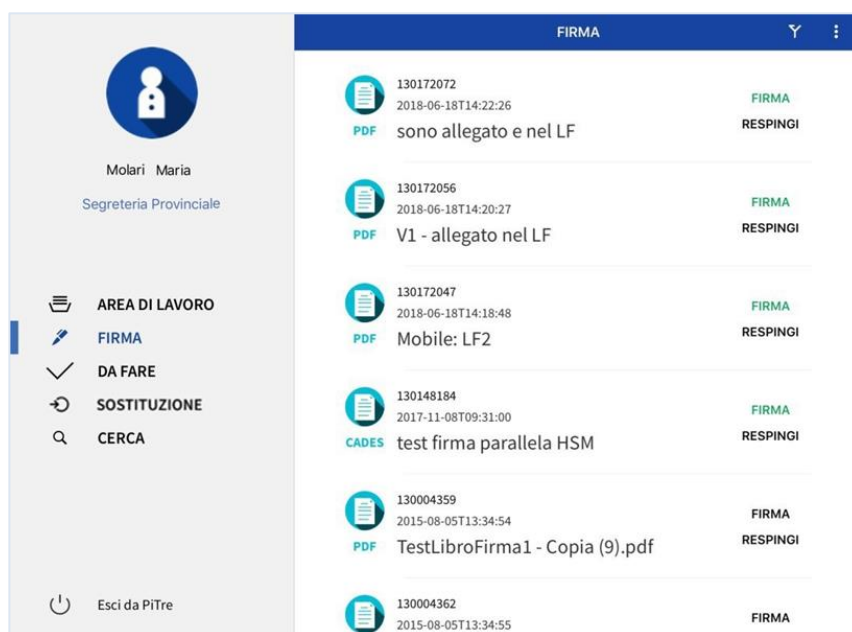 FIRMA
Molari Maria
Segreteria Provinciale
AREA DI LAVORO
FIRMA
DA FARE
SOSTITUZIONE
CERCA
Esci da PiTre
130172072
2018-06-18T14:22:26
PDF
sono allegato e nel LF
FIRMA
RESPINGI
130172056
2018-06-18T14:20:27
PDF
V1 - allegato nel LF
FIRMA
RESPINGI
130172047
2018-06-18T14:18:48
PDF
Mobile: LF2
FIRMA
RESPINGI
130148184
2017-11-08T09:31:00
CADES
test firma parallela HSM
FIRMA
RESPINGI
130004359
2015-08-05T13:34:54
PDF
TestLibroFirma1 - Copia (9).pdf
FIRMA
RESPINGI
130004362
2015-08-05T13:34:55
FIRMA